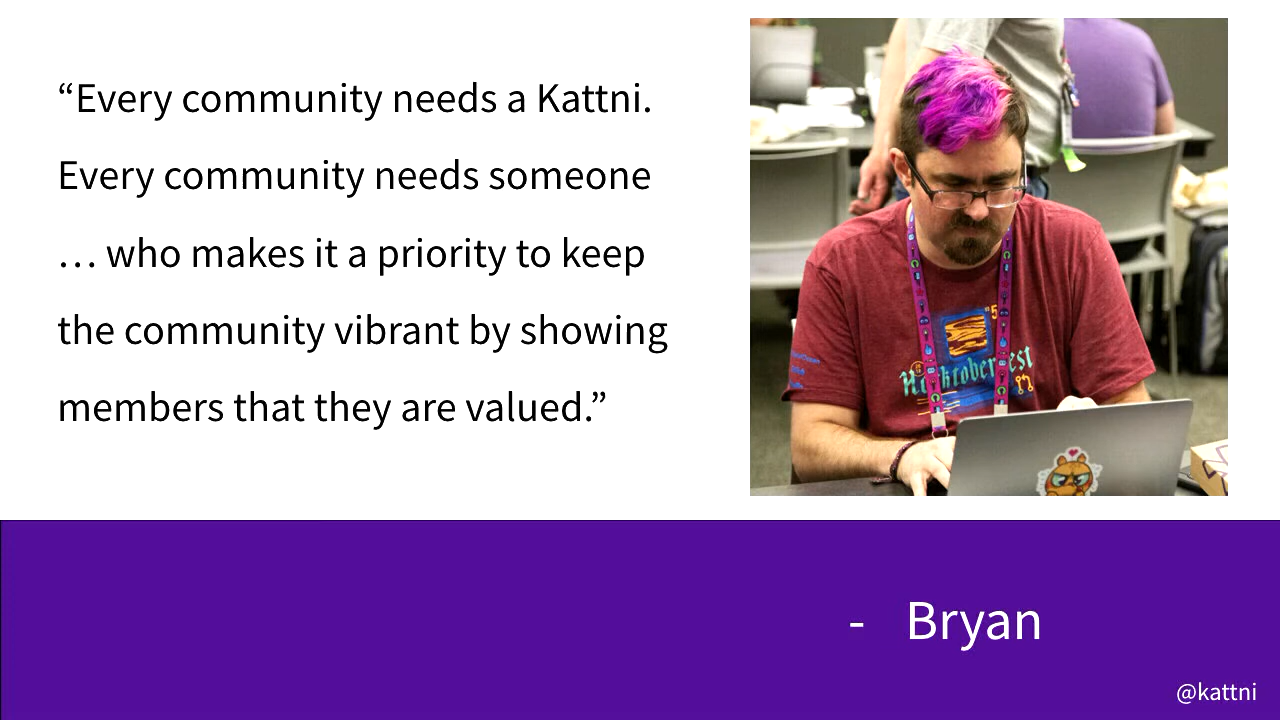 “Every community needs a Kattni.
Every community needs someone
… who makes it a priority to keep
the community vibrant by showing
members that they are valued.”
- Bryan
@kattni